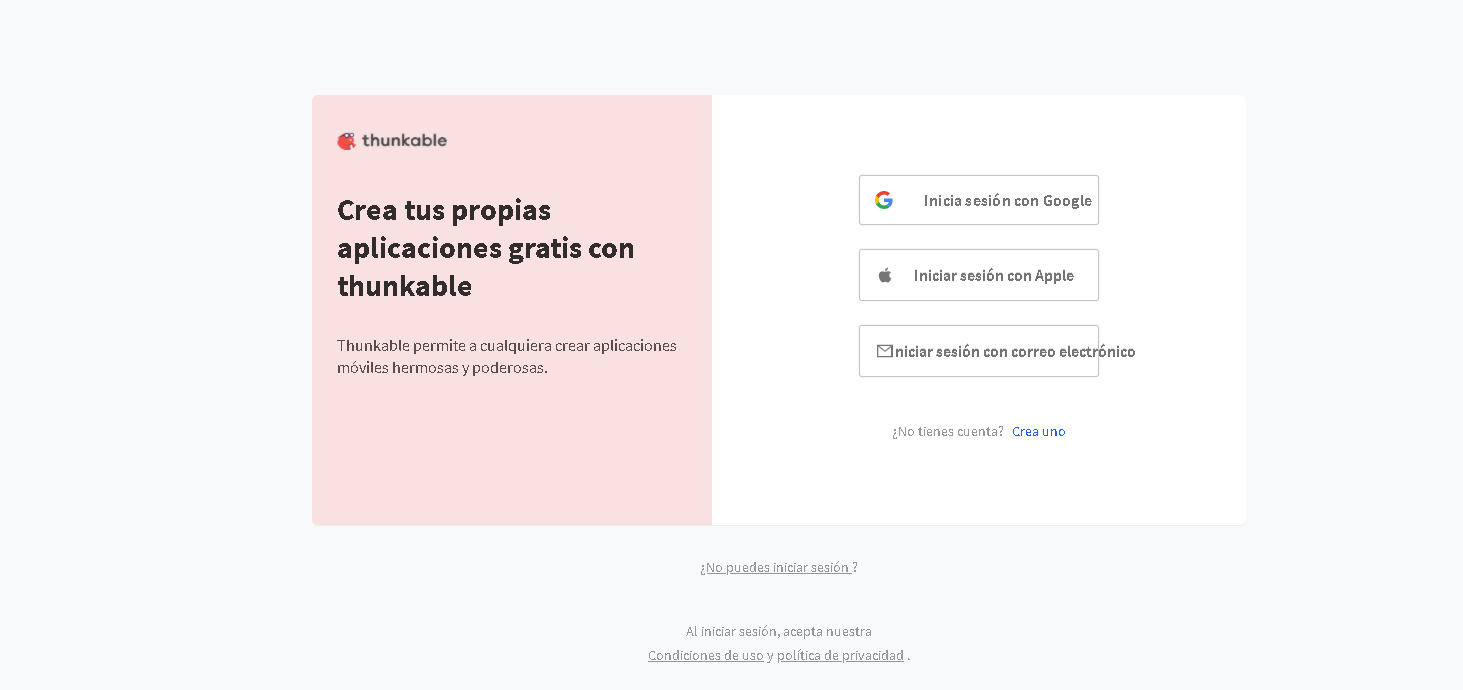 thunkable
Crea tus propias
aplicaciones gratis con
thunkable
Thunkable permite a cualquiera crear aplicaciones
móviles hermosas y poderosas.
Inicia sesión con Google
Iniciar sesión con Apple
niciar sesión con correo electrónico
¿No tienes cuenta? Crea uno
¿No puedes iniciar sesión ?
Al iniciar sesión, acepta nuestra
Condiciones de uso y política de privacidad .